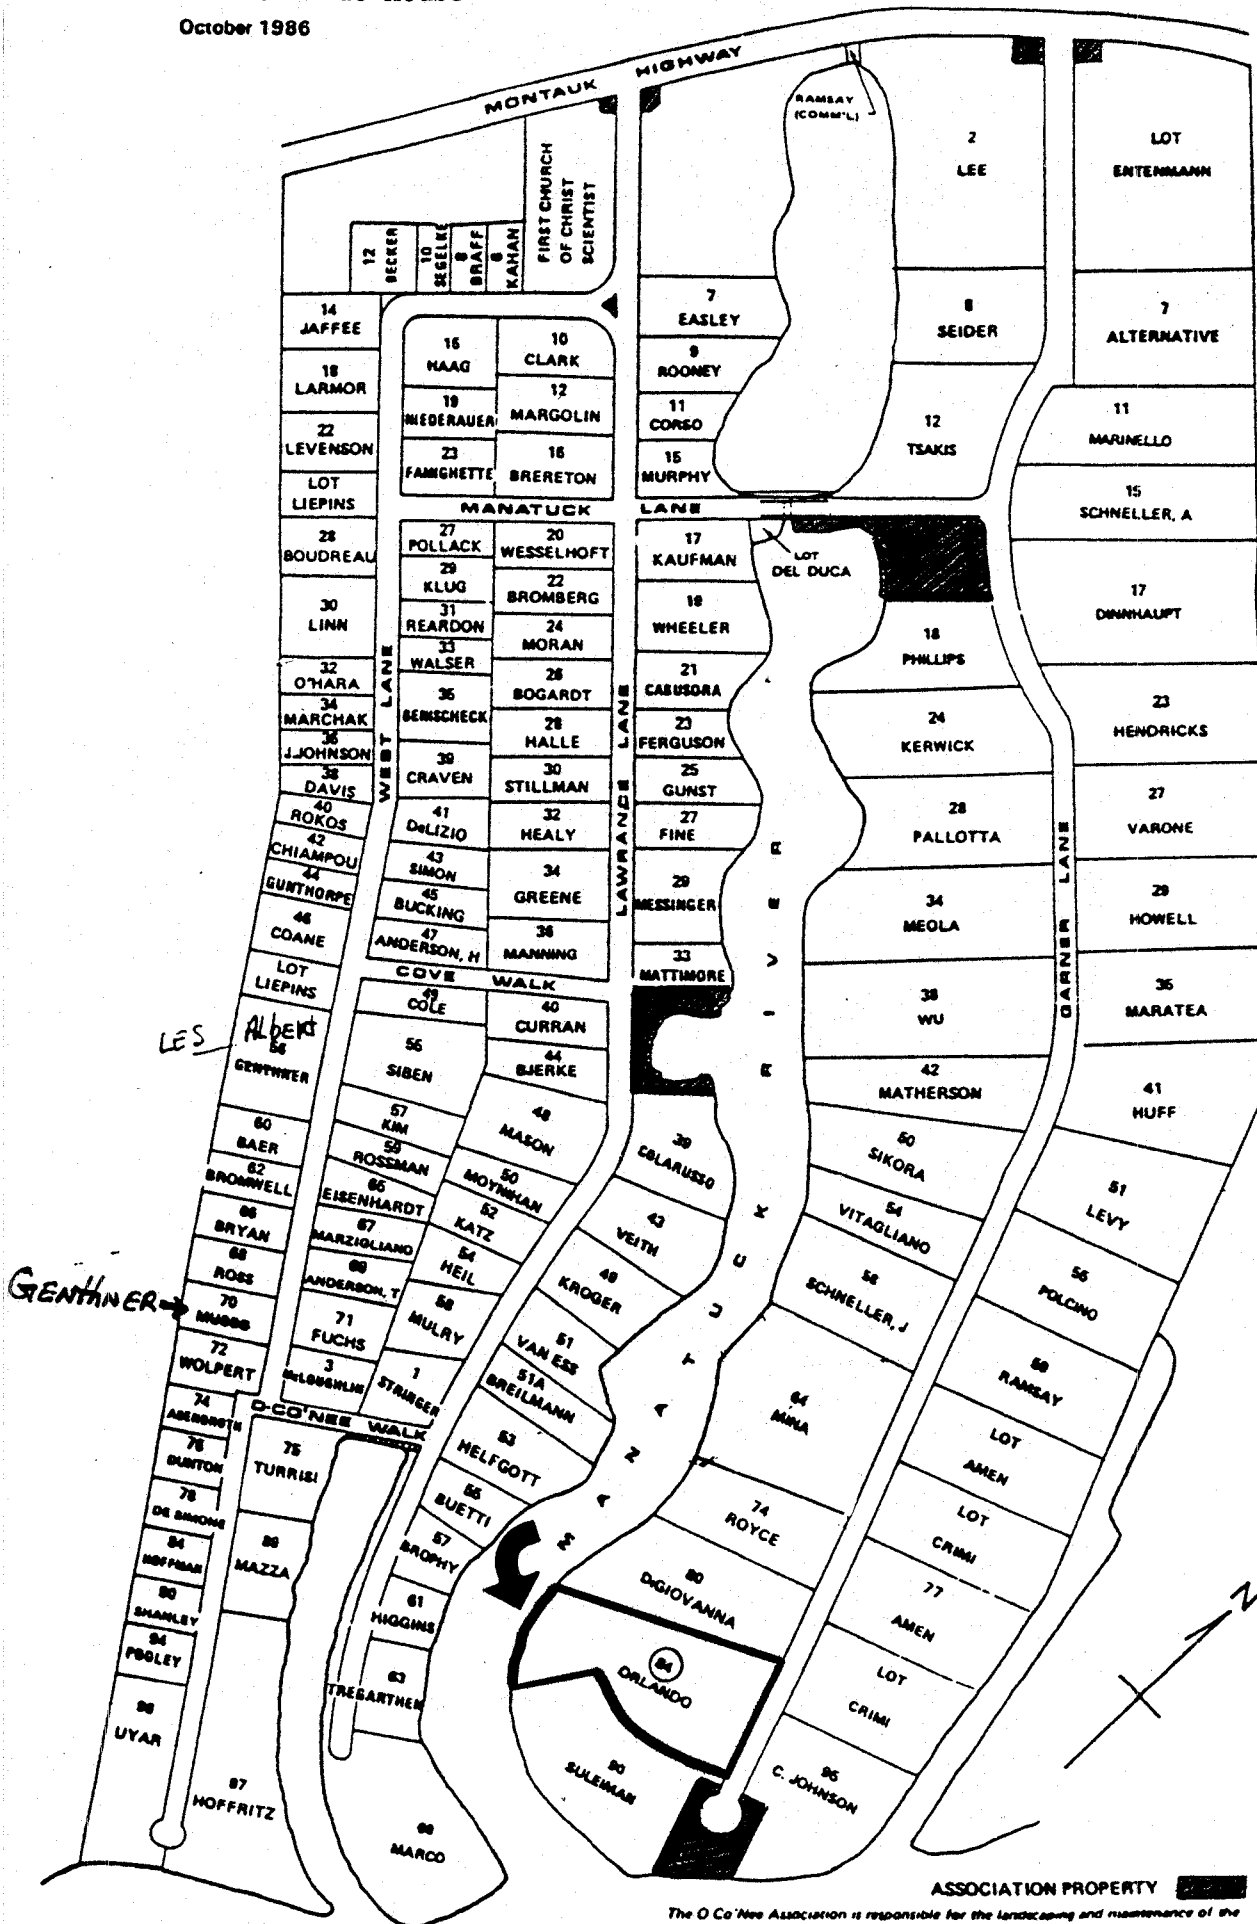 October 1986
MONTAUK HIGHWAY
RAMSAY
(COMM'L)
2
LEE
LOT
ENTENMANN
FIRST CHURCH
OF CHRIST
SCIENTIST
12
BECKER
10
SEGELKE
8
BRAFF
6
KAHAN
14
JAFFEE
18
LARMOR
22
LEVENSON
LOT
LIEPINS
28
BOUDREAU
30
LINN
32
O'HARA
34
MARCHAK
36
J.JOHNSON
38
DAVIS
40
ROKOS
42
CHIAMPOU
44
GUNTHORPE
46
COANE
LOT
LIEPINS
LES ALBERT
56
GENTHNER
60
BAER
62
BROMWELL
66
BRYAN
68
ROSS
GENTHNER
70
72
WOLPERT
74
76
DUNTON
78
DE SIMONE
84
HOFFMAN
90
SHANLEY
94
POOLEY
96
UYAR
WEST LANE
15
HAAG
19
NIEDERAUER
23
FAMIGHETTE
10
CLARK
12
MARGOLIN
16
BRERETON
MANATUCK LANE
27
POLLACK
29
KLUG
31
REARDON
33
WALSER
35
BENISCHECK
39
CRAVEN
41
DeLIZIO
43
SIMON
45
BUCKING
47
ANDERSON, H
20
WESSELHOFT
22
BROMBERG
24
MORAN
26
BOGARDT
28
HALLE
30
STILLMAN
32
HEALY
34
GREENE
36
MANNING
COVE WALK
49
COLE
55
SIBEN
57
KIM
59
ROSSMAN
65
EISENHARDT
67
MARZIGLIANO
69
ANDERSON, T
71
FUCHS
3
McLOUGHLIN
40
CURRAN
44
BJERKE
48
MASON
50
MOYNIHAN
52
KATZ
54
HEIL
58
MULRY
1
STRINGER
O-CO'NEE WALK
75
TURRISI
MAZZA
97
HOFFRITZ
LAWRANCE LANE
7
EASLEY
9
ROONEY
11
CORSO
15
MURPHY
17
KAUFMAN
19
WHEELER
21
CABUSORA
23
FERGUSON
25
GUNST
27
FINE
29
MESSINGER
33
MATTIMORE
39
COLARUSSO
43
VEITH
49
KROGER
51
VAN ESS
51A
BREILMANN
53
HELFGOTT
55
BUETTI
57
BROPHY
61
HIGGINS
63
TREGARTHEN
MARCO
LOT
DEL DUCA
MANATUCK RIVER
8
SEIDER
12
TSAKIS
18
PHILLIPS
24
KERWICK
28
PALLOTTA
34
MEOLA
38
WU
42
MATHERSON
50
SIKORA
54
VITAGLIANO
58
SCHNELLER, J
64
MINA
74
ROYCE
80
DiGIOVANNA
84
ORLANDO
90
SULEIMAN
GARNER LANE
7
ALTERNATIVE
11
MARINELLO
15
SCHNELLER, A
17
DINNHAUPT
23
HENDRICKS
27
VARONE
29
HOWELL
35
MARATEA
41
HUFF
51
LEVY
55
POLCINO
59
RAMSAY
LOT
AMEN
LOT
CRIMI
77
AMEN
LOT
CRIMI
95
C. JOHNSON
N
ASSOCIATION PROPERTY
The O Co'Nee Association is responsible for the landscaping and maintenance of the